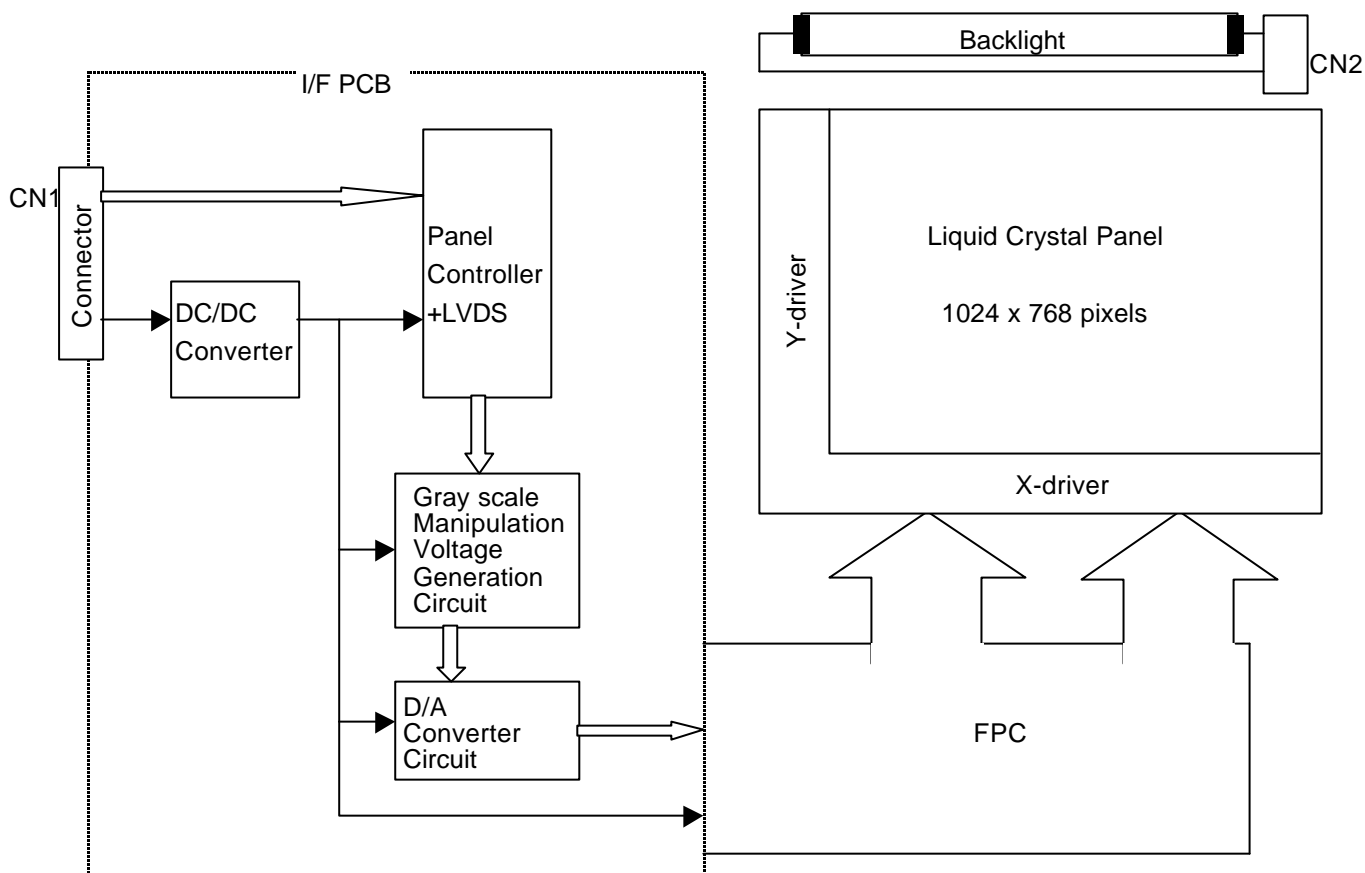 I/F PCB
CN1
Connector
DC/DC
Converter
Panel
Controller
+LVDS
Gray scale
Manipulation
Voltage
Generation
Circuit
D/A
Converter
Circuit
Backlight
CN2
Y-driver
Liquid Crystal Panel
1024 x 768 pixels
X-driver
FPC